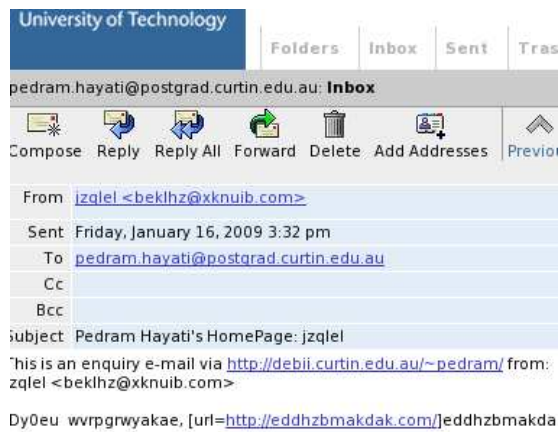 University of Technology
Folders Inbox Sent Tras
pedram.hayati@postgrad.curtin.edu.au: Inbox
Compose Reply Reply All Forward Delete Add Addresses Previou
From jzqlel <beklhz@xknuib.com>
Sent Friday, January 16, 2009 3:32 pm
To pedram.hayati@postgrad.curtin.edu.au
Cc
Bcc
Subject Pedram Hayati's HomePage: jzqlel
This is an enquiry e-mail via http://debii.curtin.edu.au/~pedram/ from:
zqlel <beklhz@xknuib.com>
Dy0eu wvrpgrwyakae, [url=http://eddhzbmakdak.com/]eddhzbmakda